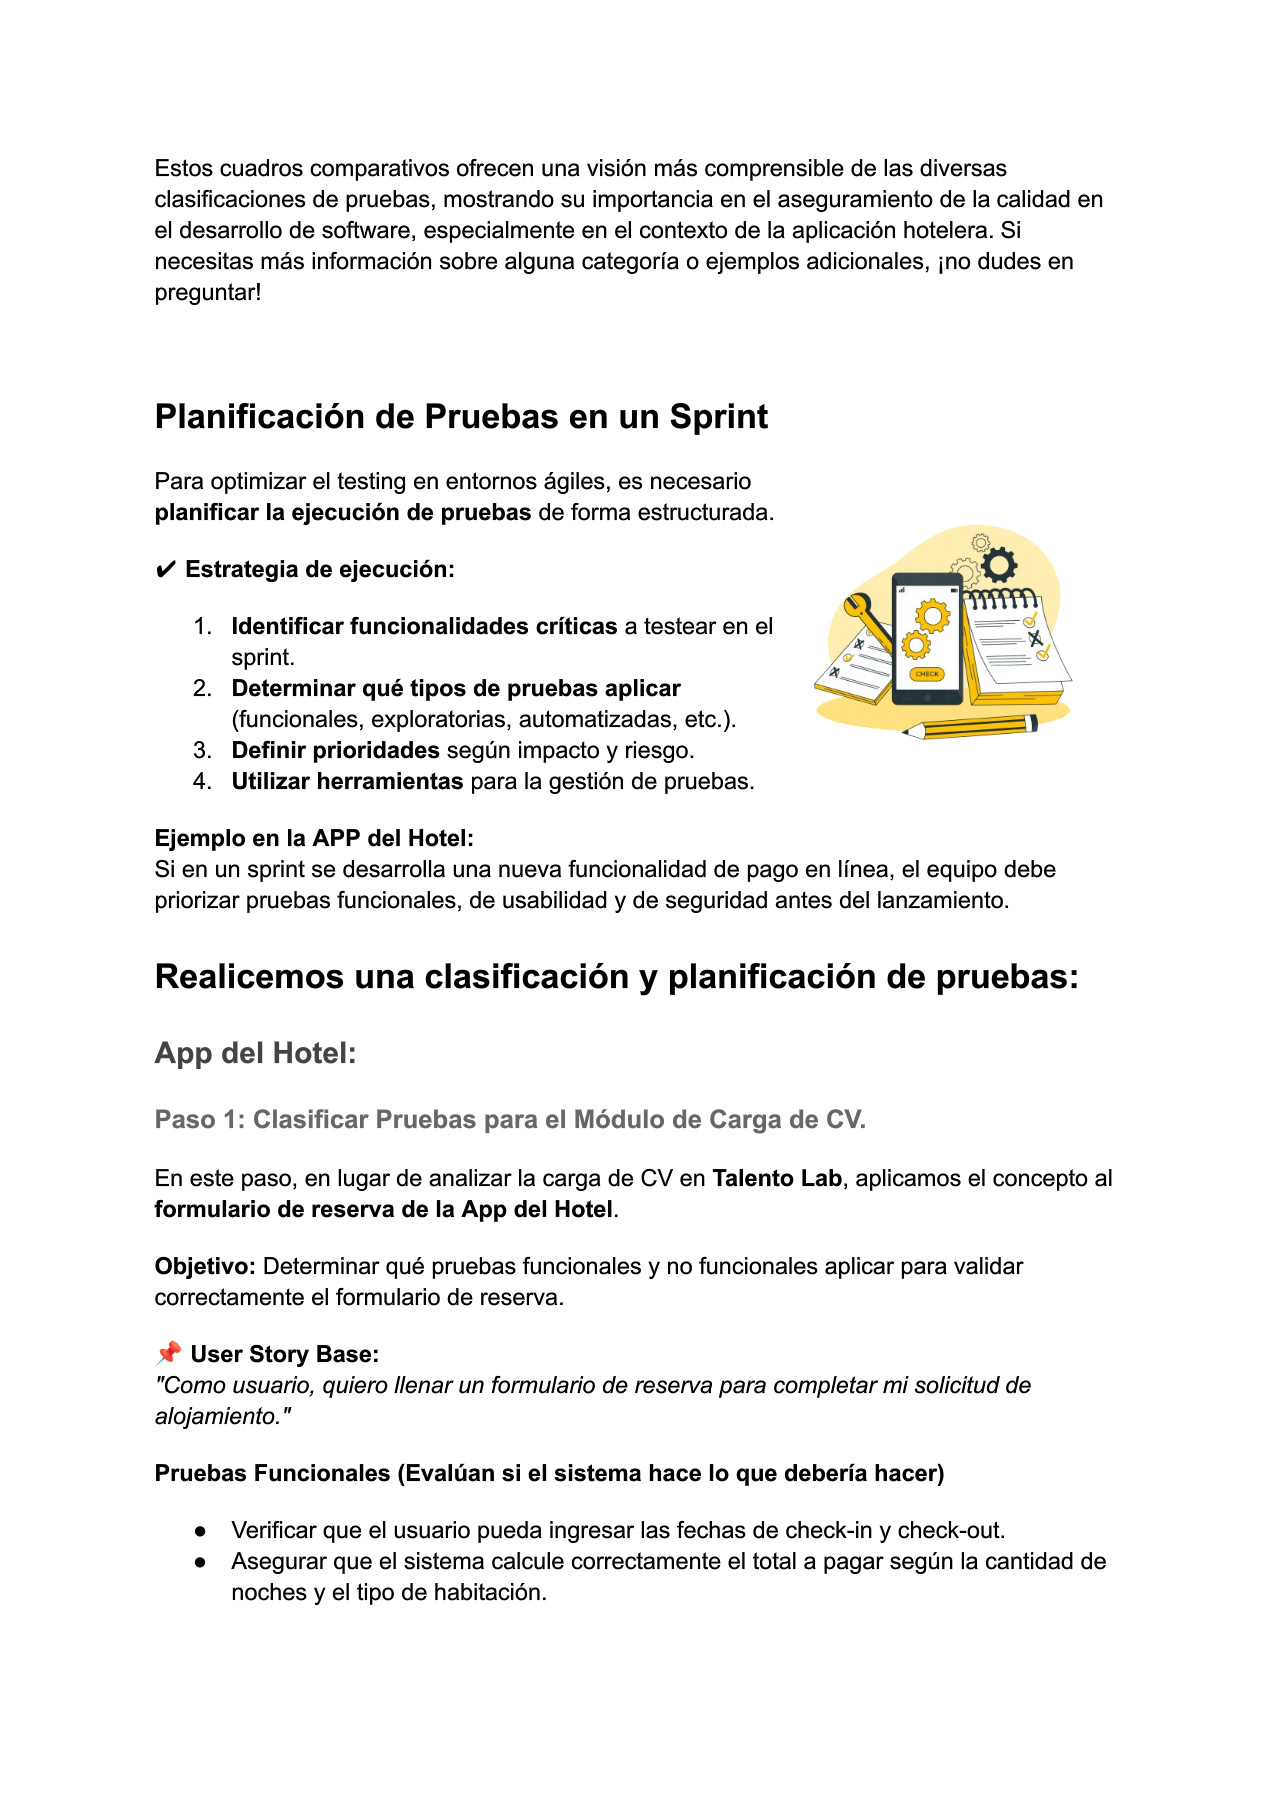 Estos cuadros comparativos ofrecen una visión más comprensible de las diversas
clasificaciones de pruebas, mostrando su importancia en el aseguramiento de la calidad en
el desarrollo de software, especialmente en el contexto de la aplicación hotelera. Si
necesitas más información sobre alguna categoría o ejemplos adicionales, ¡no dudes en
preguntar!
Planificación de Pruebas en un Sprint
Para optimizar el testing en entornos ágiles, es necesario
planificar la ejecución de pruebas de forma estructurada.
✔ Estrategia de ejecución:
1. Identificar funcionalidades críticas a testear en el
sprint.
2. Determinar qué tipos de pruebas aplicar
(funcionales, exploratorias, automatizadas, etc.).
3. Definir prioridades según impacto y riesgo.
4. Utilizar herramientas para la gestión de pruebas.
CHECK
Ejemplo en la APP del Hotel:
Si en un sprint se desarrolla una nueva funcionalidad de pago en línea, el equipo debe
priorizar pruebas funcionales, de usabilidad y de seguridad antes del lanzamiento.
Realicemos una clasificación y planificación de pruebas:
App del Hotel:
Paso 1: Clasificar Pruebas para el Módulo de Carga de CV.
En este paso, en lugar de analizar la carga de CV en Talento Lab, aplicamos el concepto al
formulario de reserva de la App del Hotel.
Objetivo: Determinar qué pruebas funcionales y no funcionales aplicar para validar
correctamente el formulario de reserva.
📌 User Story Base:
"Como usuario, quiero llenar un formulario de reserva para completar mi solicitud de
alojamiento."
Pruebas Funcionales (Evalúan si el sistema hace lo que debería hacer)
● Verificar que el usuario pueda ingresar las fechas de check-in y check-out.
● Asegurar que el sistema calcule correctamente el total a pagar según la cantidad de
noches y el tipo de habitación.